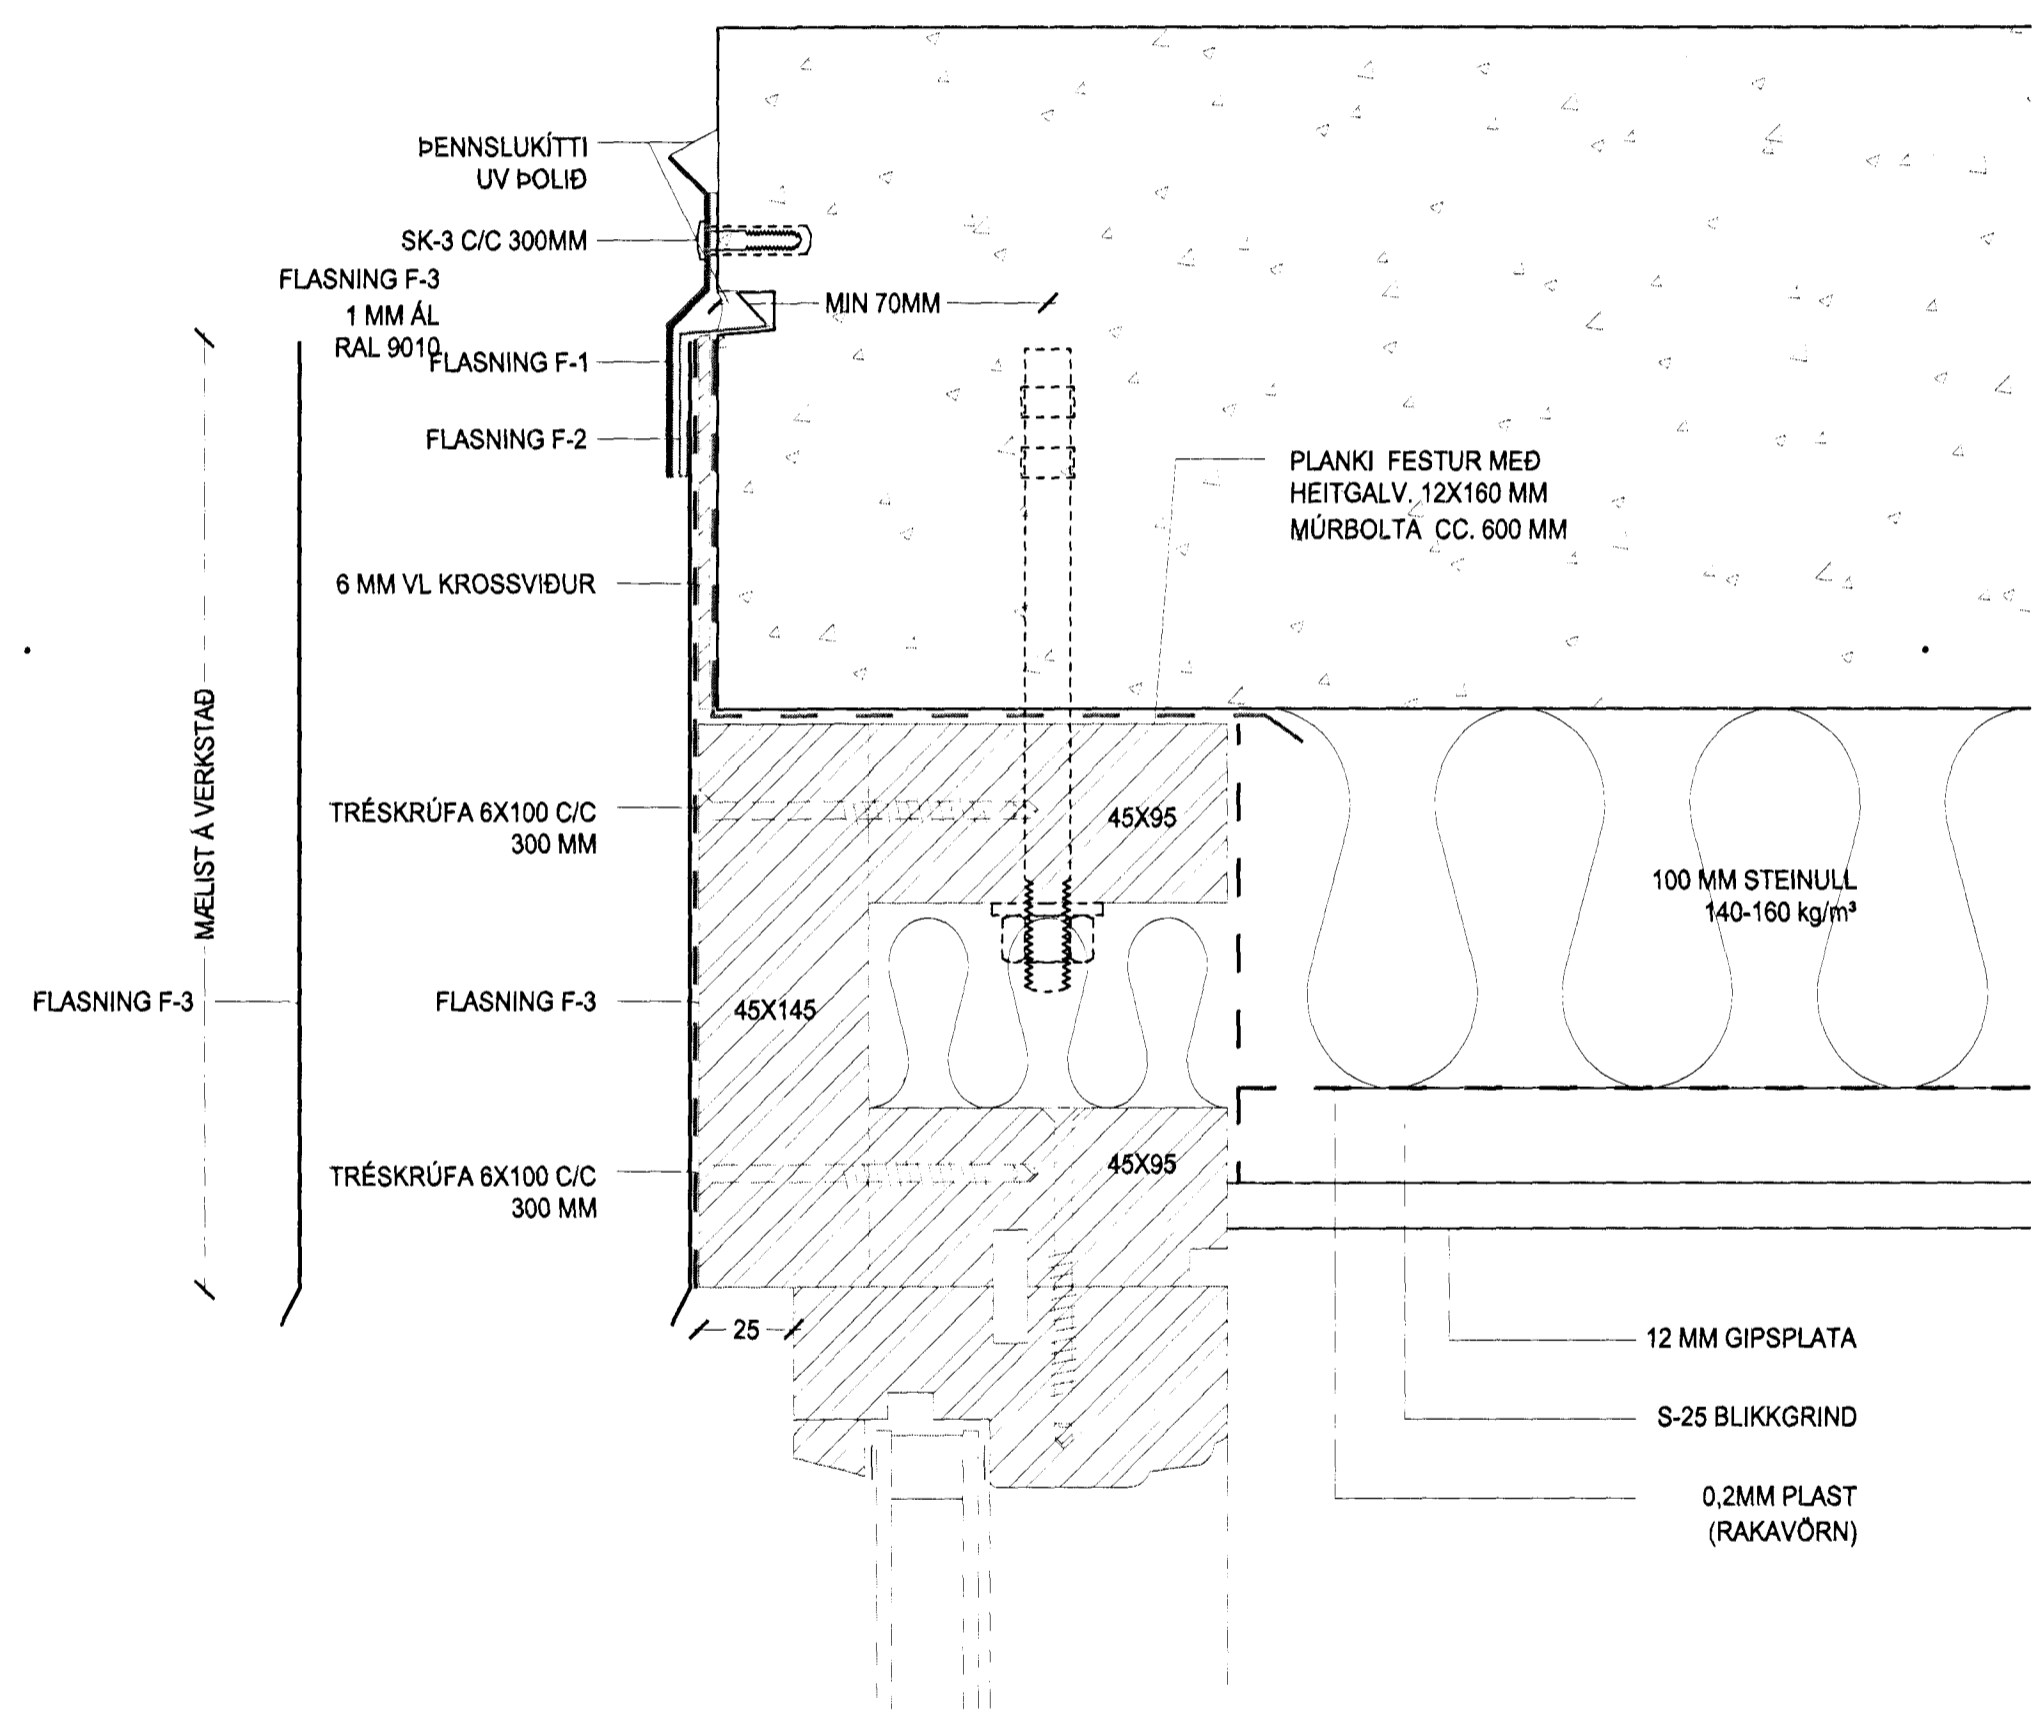 ÞENNSLUKÍTTI
UV ÞOLIÐ
SK-3 C/C 300MM
FLASNING F-3
1 MM ÁL
RAL 9010
MIN 70MM
FLASNING F-1
FLASNING F-2
PLANKI FESTUR MEÐ
HEITGALV. 12X160 MM
MÚRBOLTA CC. 600 MM
6 MM VL KROSSVIÐUR
MÆLIST Á VERKSTAÐ
TRÉSKRÚFA 6X100 C/C
300 MM
45X95
100 MM STEINULL
140-160 kg/m³
FLASNING F-3
FLASNING F-3
45X145
TRÉSKRÚFA 6X100 C/C
300 MM
45X95
25
12 MM GIPSPLATA
S-25 BLIKKGRIND
0,2MM PLAST
(RAKAVÖRN)